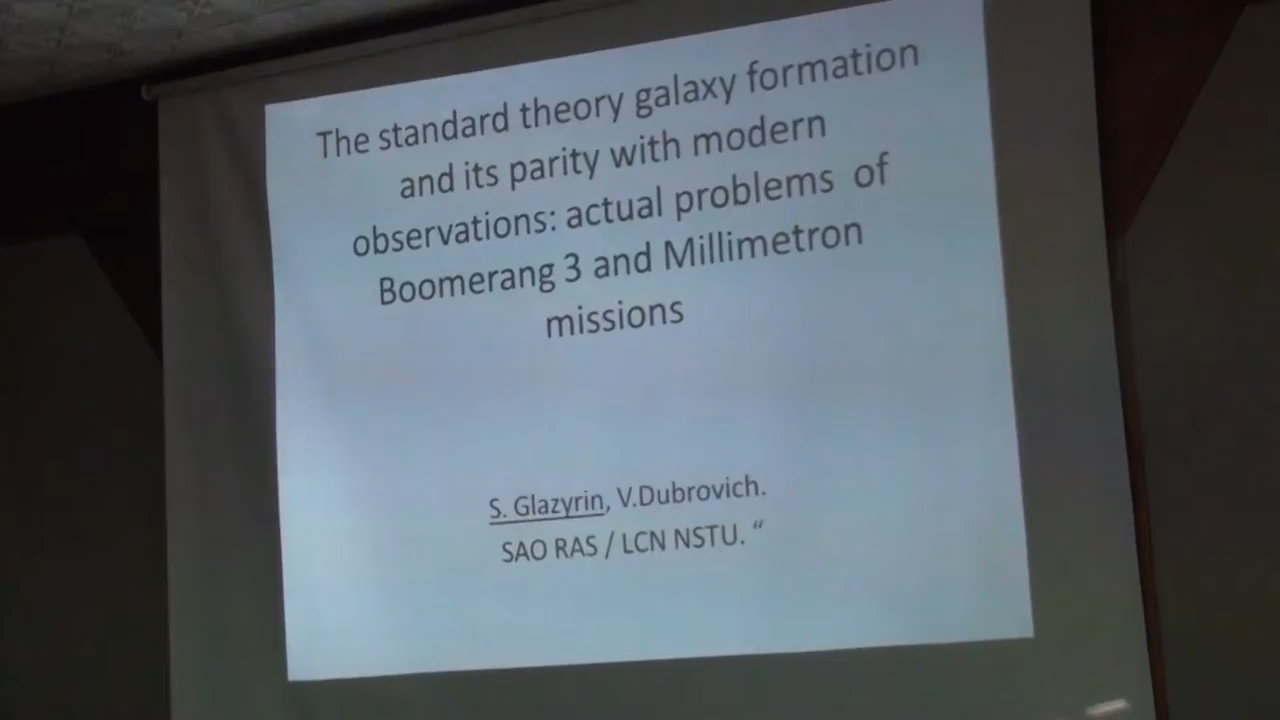 The standard theory galaxy formation
and its parity with modern
observations: actual problems of
Boomerang 3 and Millimetron
missions
S. Glazyrin, V.Dubrovich.
SAO RAS / LCN NSTU. “